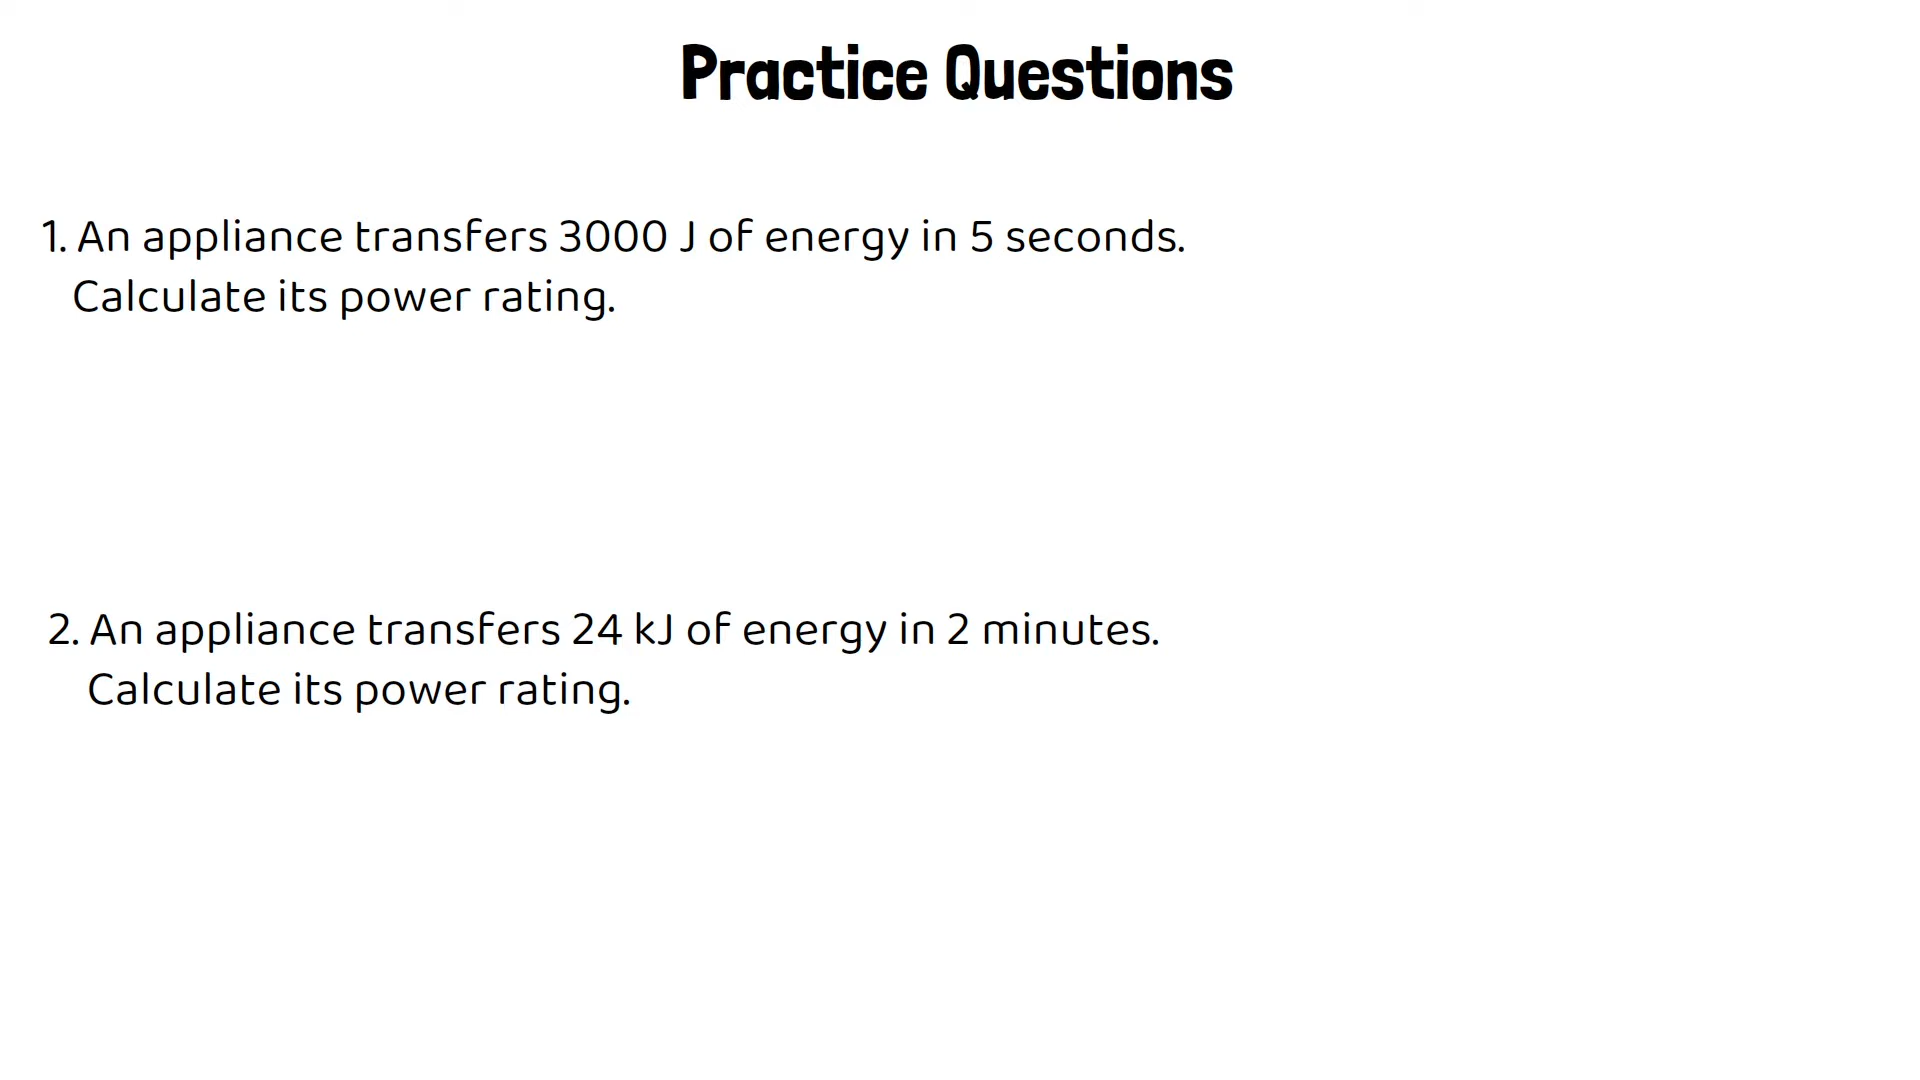 Practice Questions
1. An appliance transfers 3000 J of energy in 5 seconds.
Calculate its power rating.
2. An appliance transfers 24 kJ of energy in 2 minutes.
Calculate its power rating.